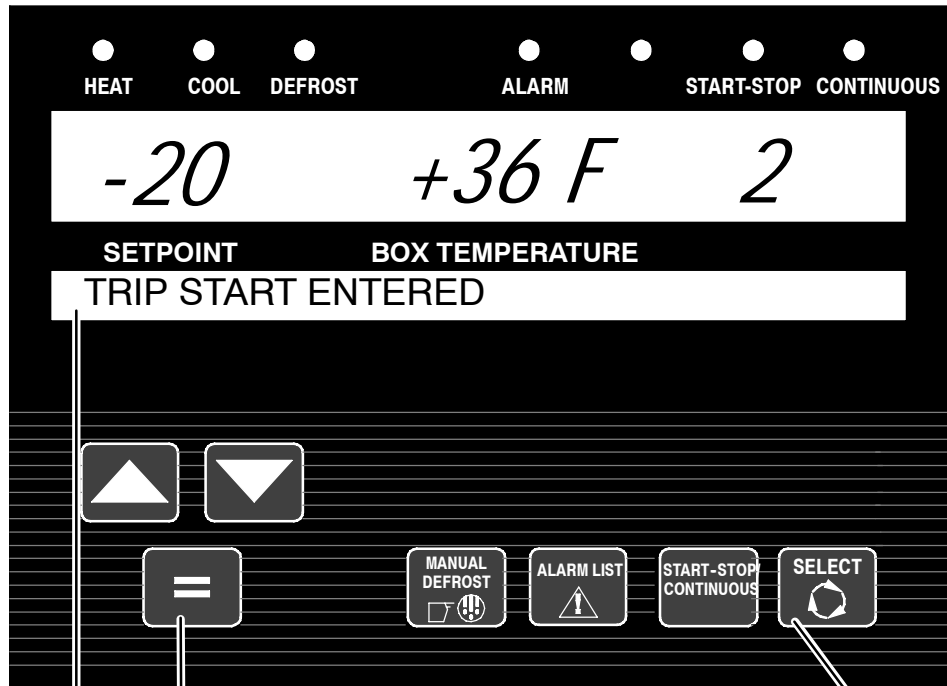 HEAT COOL DEFROST ALARM START-STOP CONTINUOUS
-20 +36 F 2
SETPOINT BOX TEMPERATURE
TRIP START ENTERED
=
MANUAL
DEFROST
ALARM LIST
START-STOP/
CONTINUOUS
SELECT